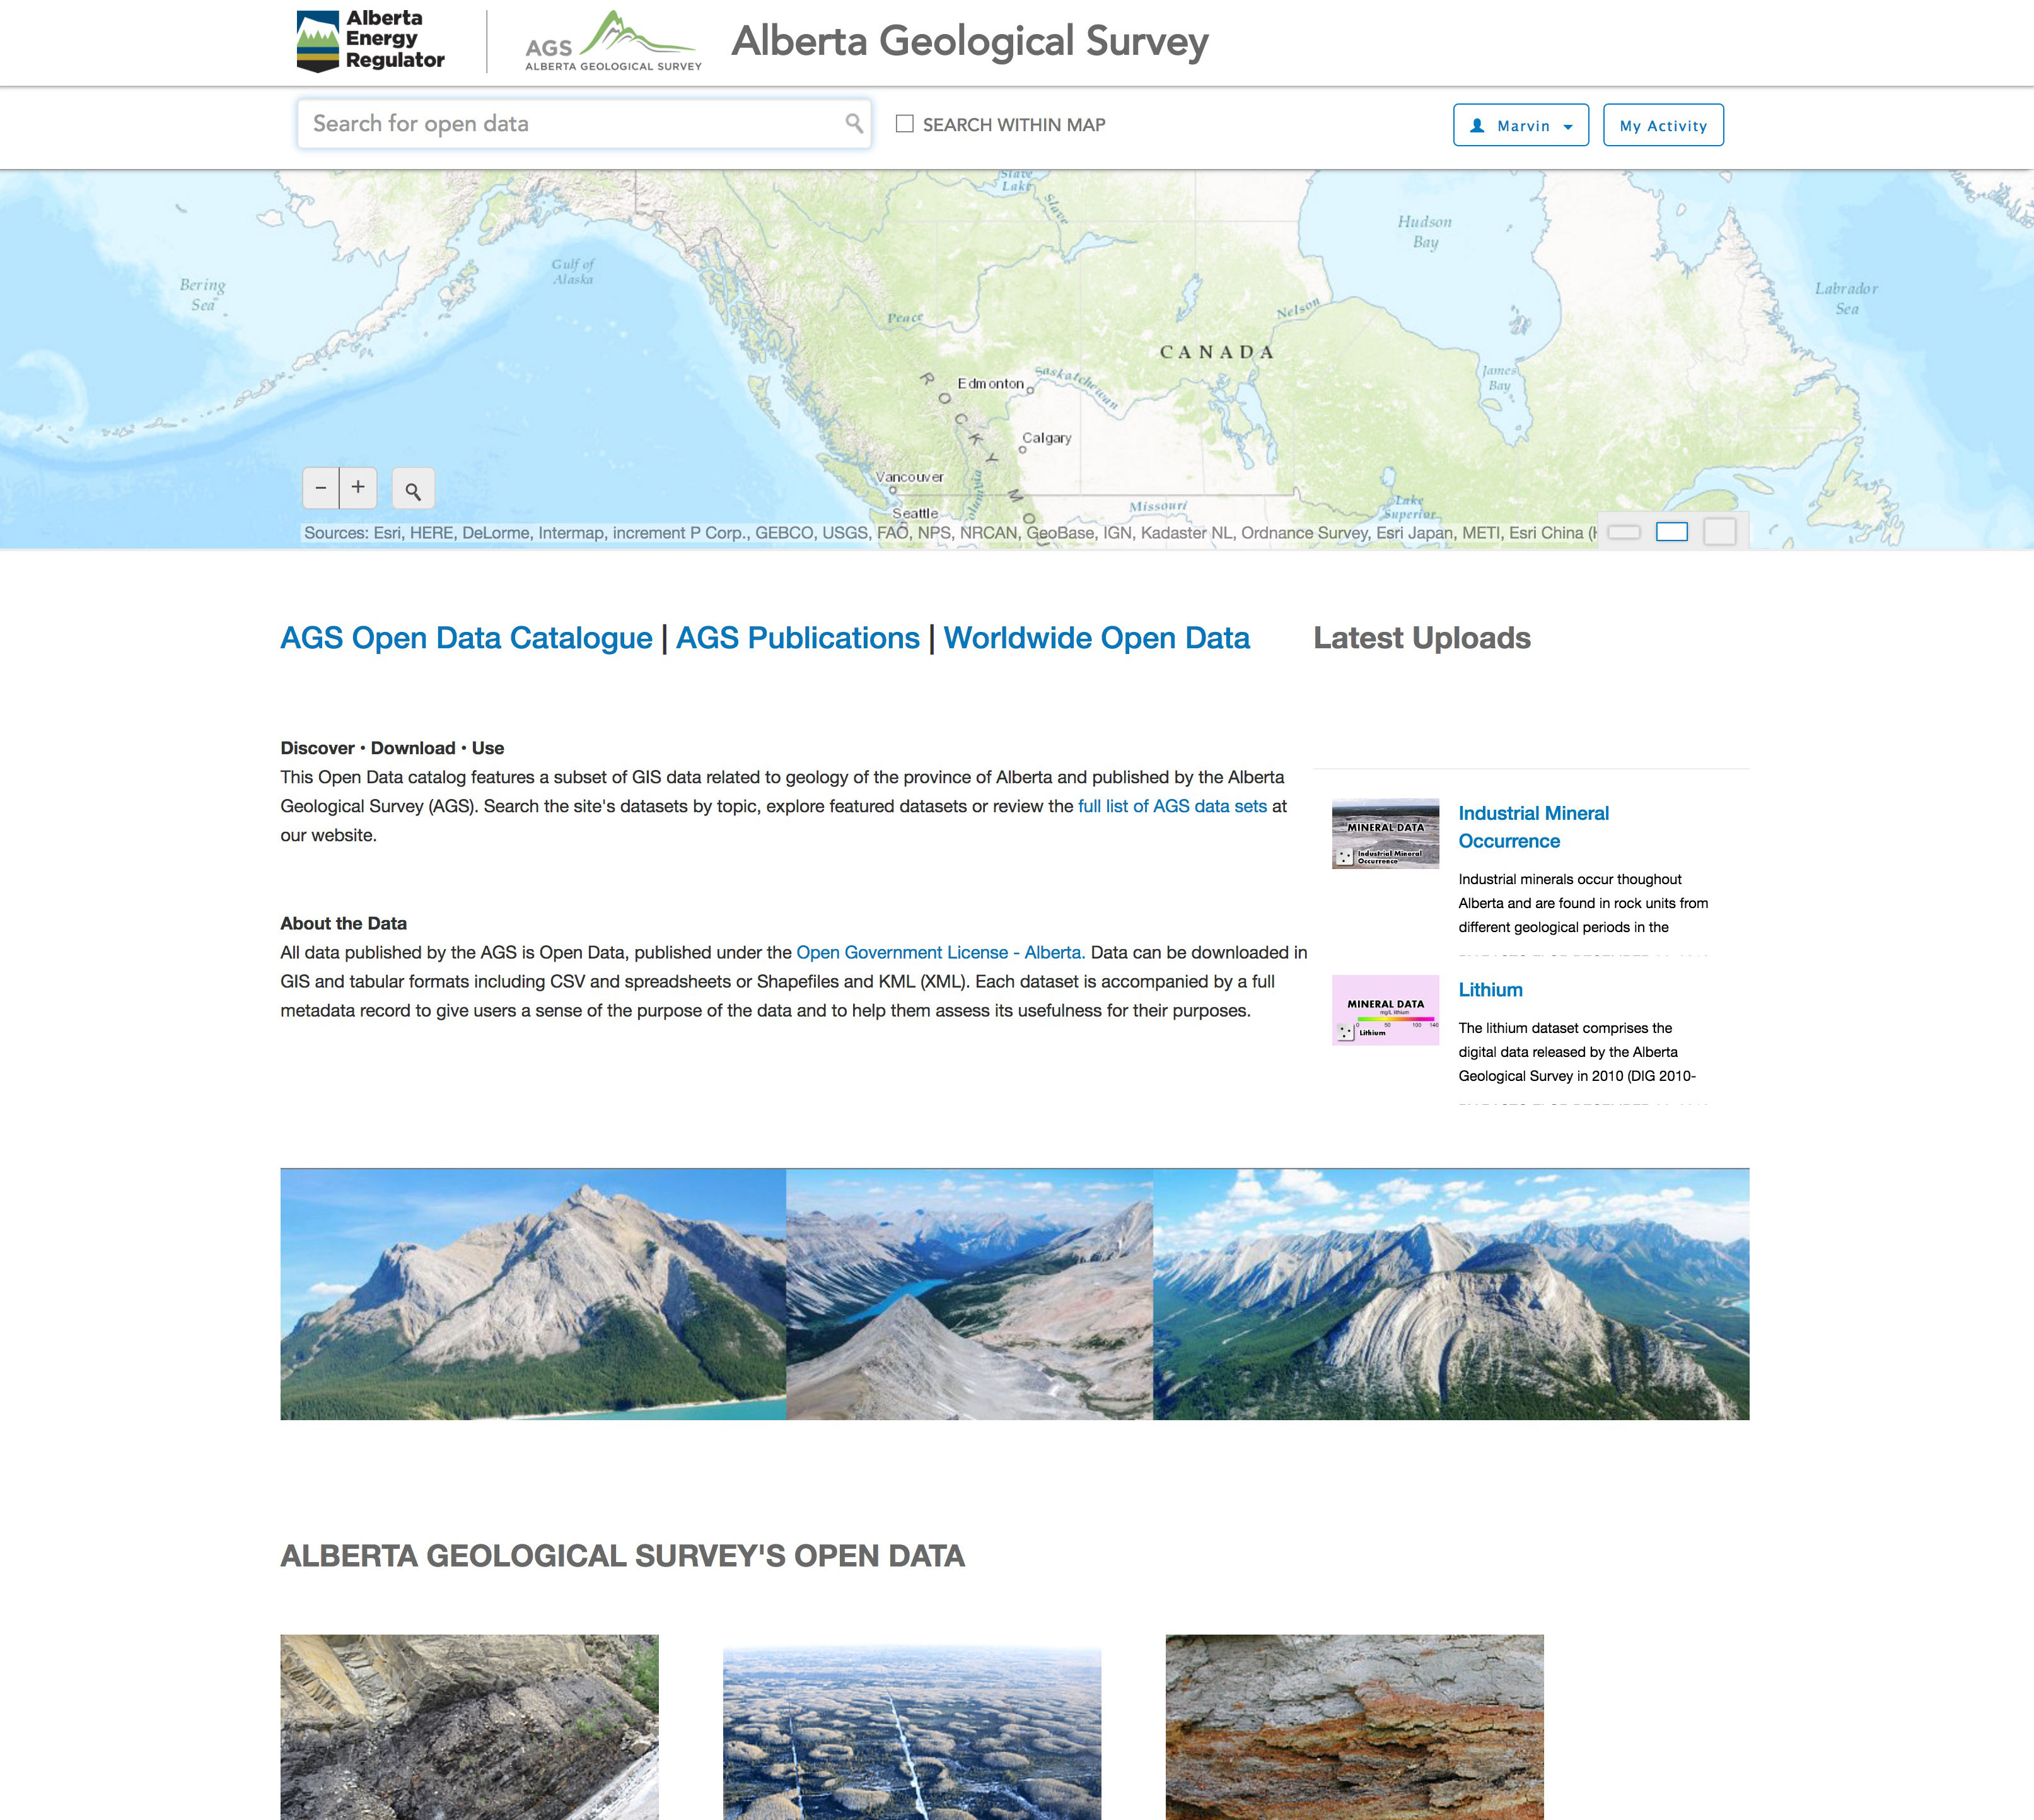 Alberta
Energy
Regulator
AGS
ALBERTA GEOLOGICAL SURVEY
Alberta Geological Survey
Search for open data
SEARCH WITHIN MAP
Marvin
My Activity
Slave
Lake
Slave
Hudson
Bay
Gulf of
Alaska
Bering
Sea
Labrador
Sea
Peace
Nelson
CANADA
James
Bay
Edmonton
Saskatchewan
ROCKY MO
Calgary
Vancouver
Missouri
Lake
Superior
Seattle
− +
Sources: Esri, HERE, DeLorme, Intermap, increment P Corp., GEBCO, USGS, FAO, NPS, NRCAN, GeoBase, IGN, Kadaster NL, Ordnance Survey, Esri Japan, METI, Esri China (
AGS Open Data Catalogue | AGS Publications | Worldwide Open Data
Latest Uploads
Discover • Download • Use
This Open Data catalog features a subset of GIS data related to geology of the province of Alberta and published by the Alberta
Geological Survey (AGS). Search the site's datasets by topic, explore featured datasets or review the full list of AGS data sets at
our website.
About the Data
All data published by the AGS is Open Data, published under the Open Government License - Alberta. Data can be downloaded in
GIS and tabular formats including CSV and spreadsheets or Shapefiles and KML (XML). Each dataset is accompanied by a full
metadata record to give users a sense of the purpose of the data and to help them assess its usefulness for their purposes.
MINERAL DATA
Industrial Mineral
Occurrence
Industrial Mineral
Occurrence
Industrial minerals occur thoughout
Alberta and are found in rock units from
different geological periods in the
MINERAL DATA
mg/L lithium
0 50 100 140
Lithium
Lithium
The lithium dataset comprises the
digital data released by the Alberta
Geological Survey in 2010 (DIG 2010-
ALBERTA GEOLOGICAL SURVEY'S OPEN DATA